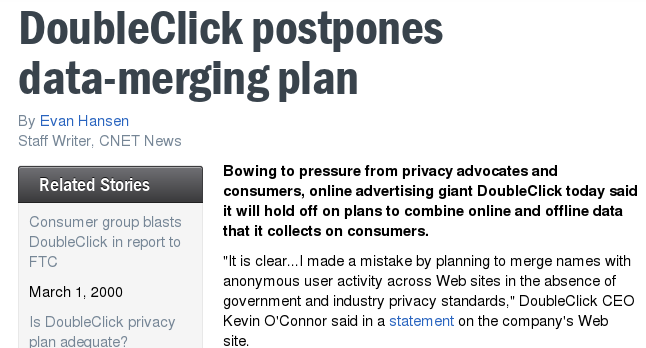 DoubleClick postpones
data-merging plan
By Evan Hansen
Staff Writer, CNET News
Related Stories
Consumer group blasts
DoubleClick in report to
FTC
March 1, 2000
Is DoubleClick privacy
plan adequate?
Bowing to pressure from privacy advocates and
consumers, online advertising giant DoubleClick today said
it will hold off on plans to combine online and offline data
that it collects on consumers.
"It is clear...I made a mistake by planning to merge names with
anonymous user activity across Web sites in the absence of
government and industry privacy standards," DoubleClick CEO
Kevin O'Connor said in a statement on the company's Web
site.